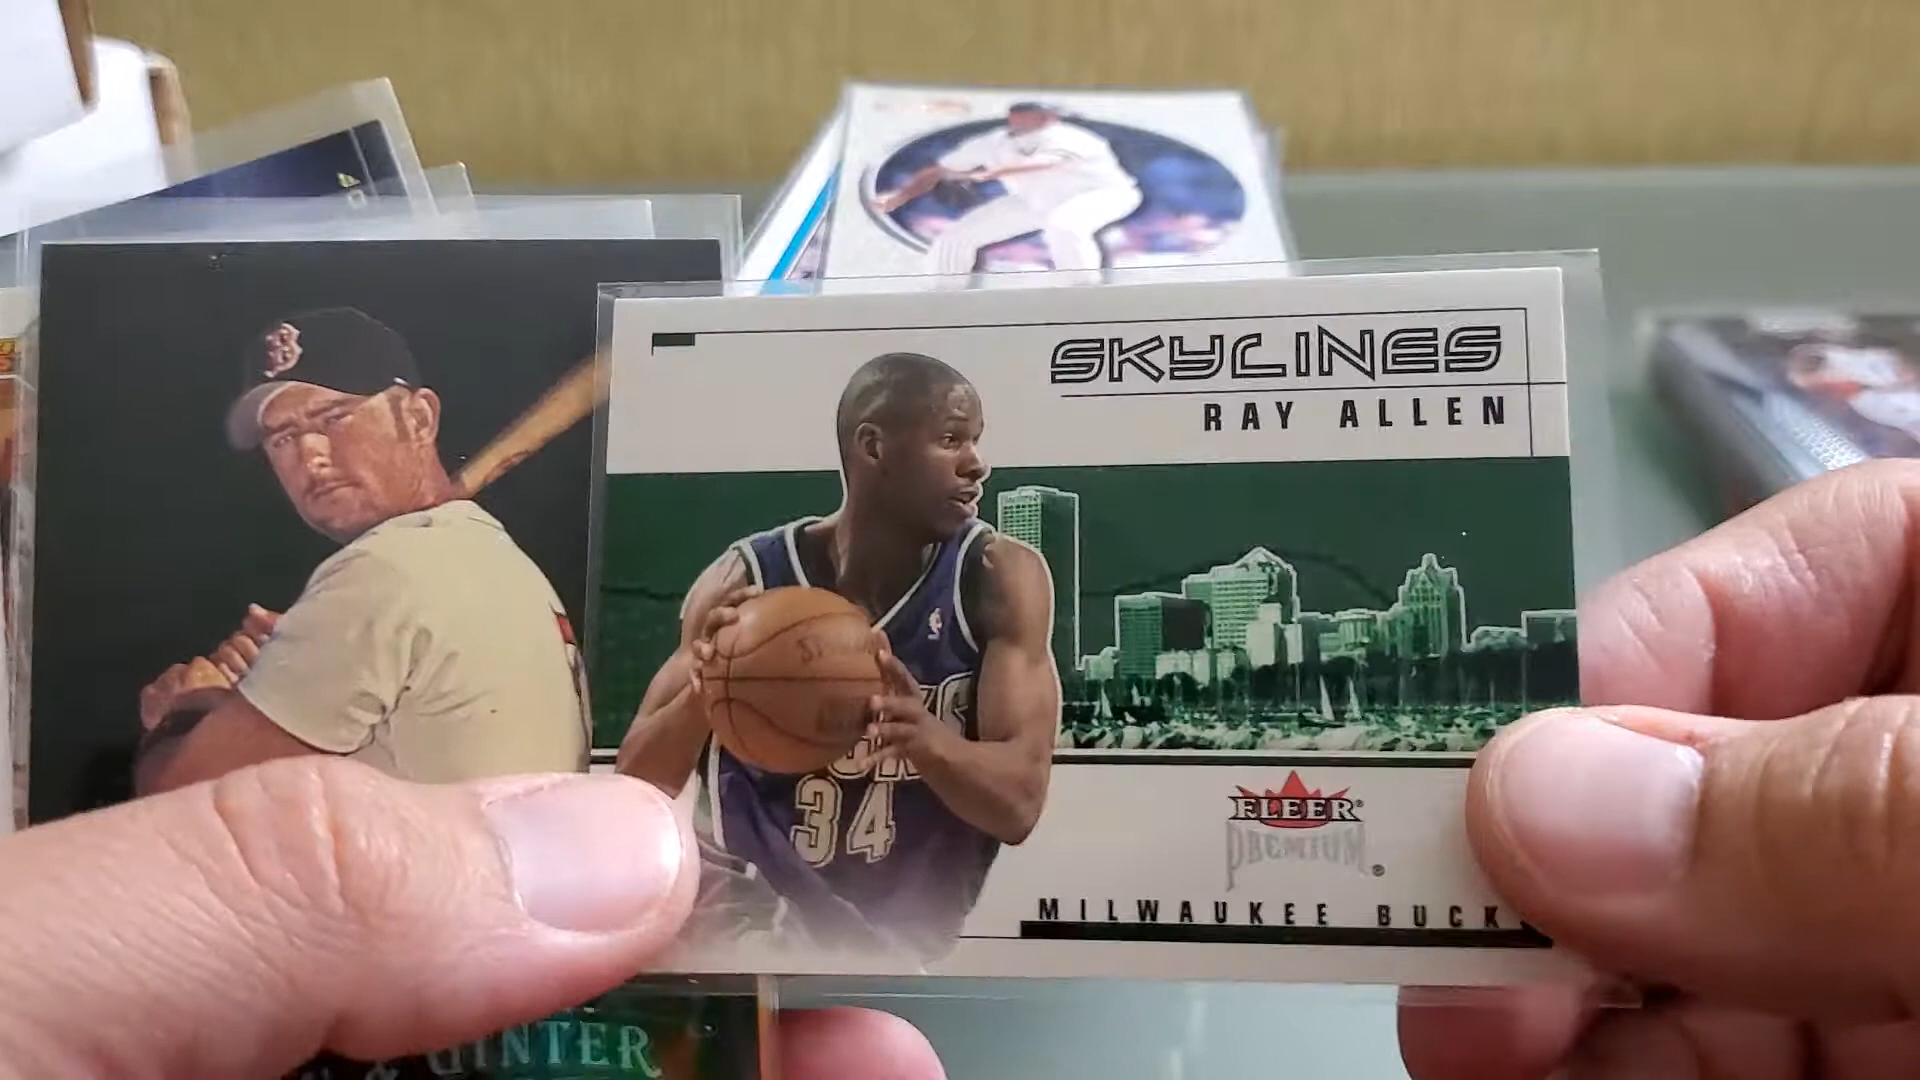 B
SKYLINES
RAY ALLEN
34
FLEER®
PREMIUM®
MILWAUKEE BUCK
& GINTER